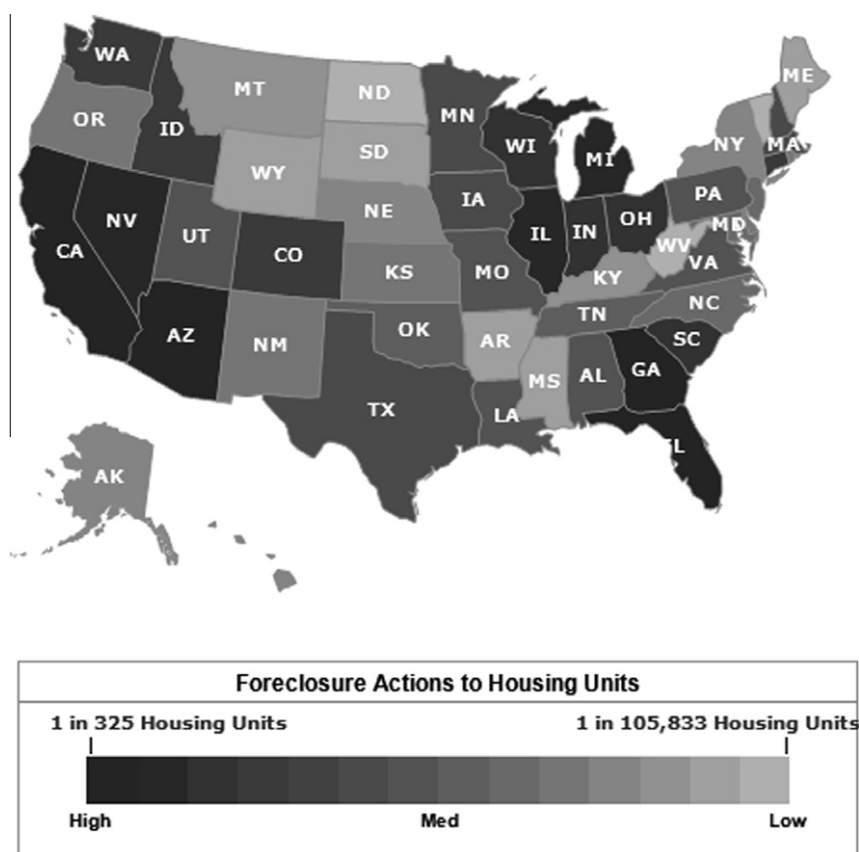 WA
MT
ND
MN
ME
OR
ID
SD
WI
MI
NY
MA
WY
NE
IA
PA
NV
UT
CO
IL
IN
OH
MD
CA
KS
MO
WV
VA
KY
AZ
NM
OK
AR
TN
NC
SC
TX
LA
MS
AL
GA
L
AK
Foreclosure Actions to Housing Units
1 in 325 Housing Units 1 in 105,833 Housing Units
High Med Low